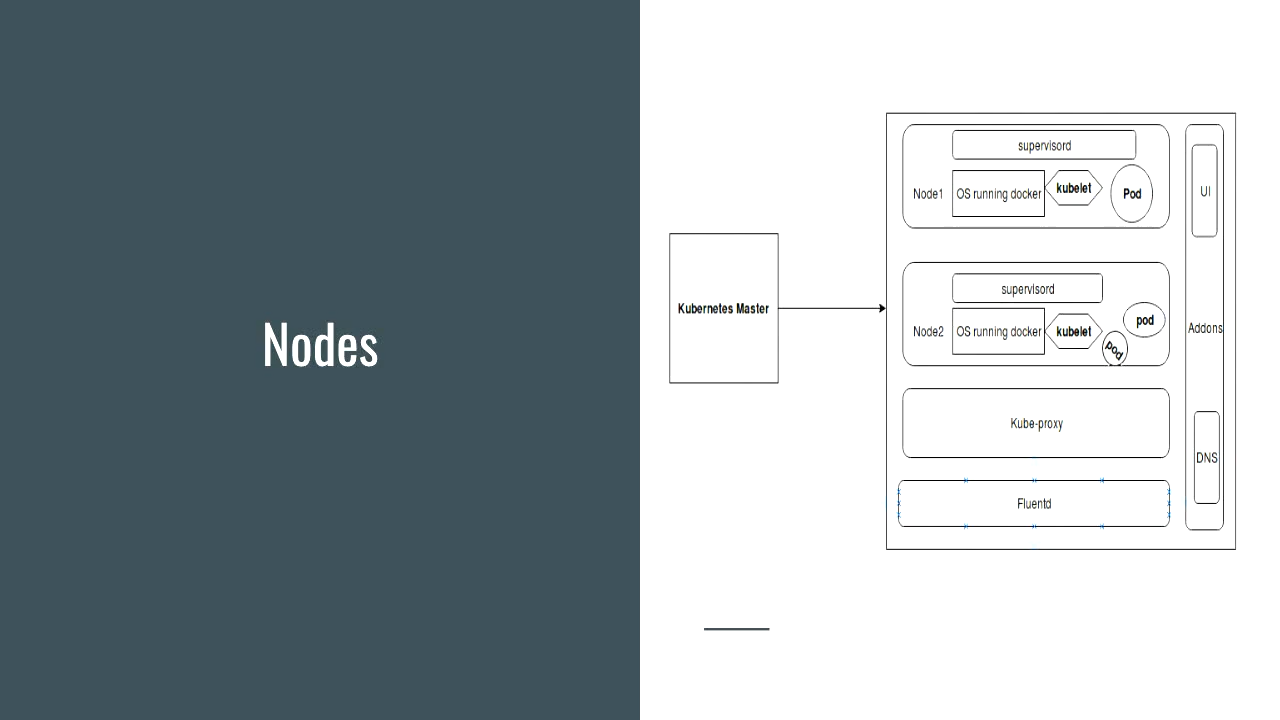 Nodes
Kubernetes Master
supervisord
Node1
OS running docker
kubelet
Pod
supervisord
Node2
OS running docker
kubelet
pod
pod
Kube-proxy
Fluentd
UI
Addons
DNS